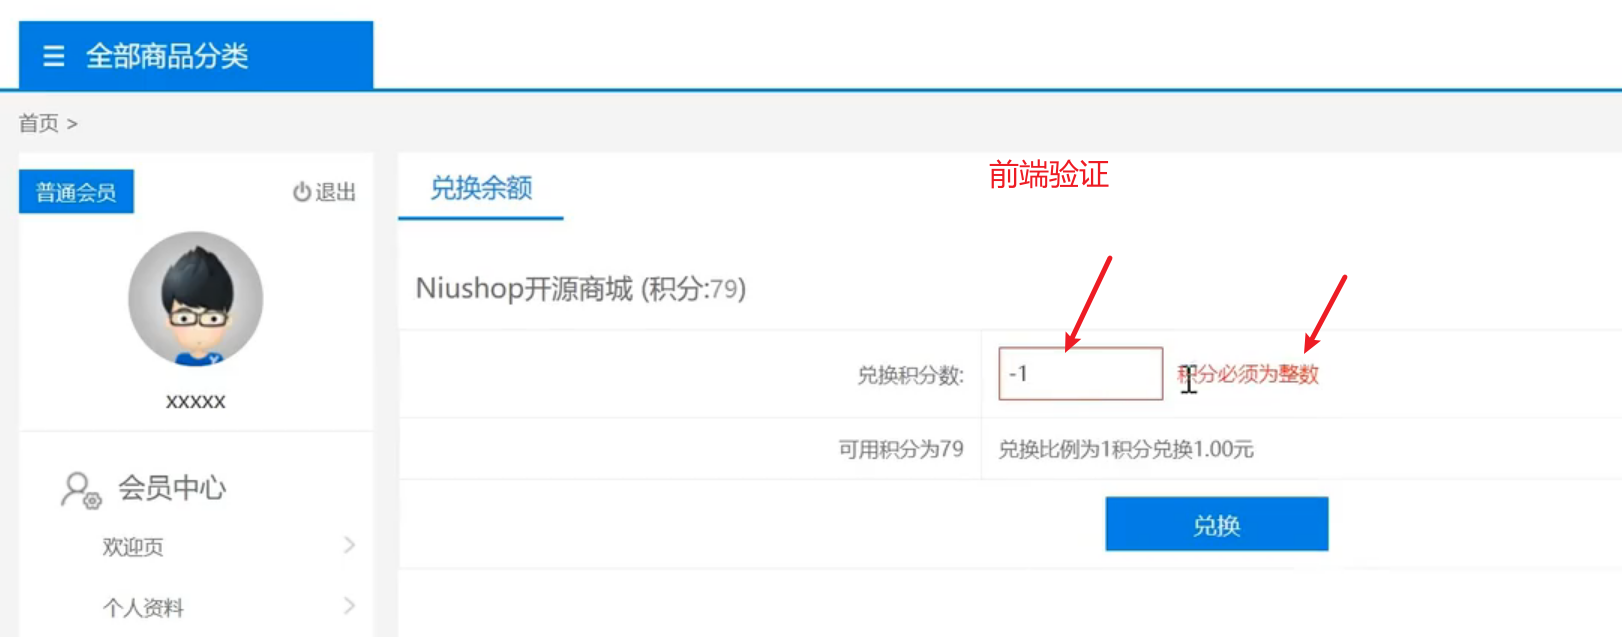 全部商品分类
首页 >
普通会员
退出
兑换余额
前端验证
Niushop开源商城 (积分:79)
兑换积分数:
-1
积分必须为整数
xxxxx
可用积分为79
兑换比例为1积分兑换1.00元
会员中心
兑换
欢迎页
个人资料